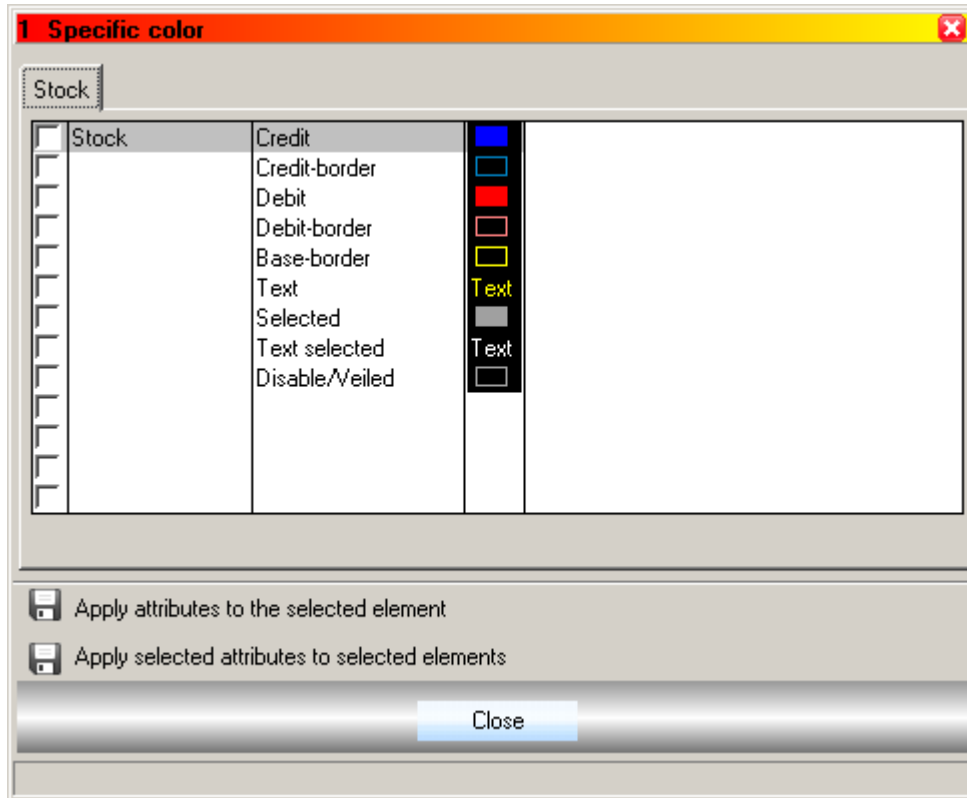 1 Specific color
Stock
Stock Credit
Credit-border
Debit
Debit-border
Base-border
Text Text
Selected
Text selected Text
Disable/Veiled
Apply attributes to the selected element
Apply selected attributes to selected elements
Close